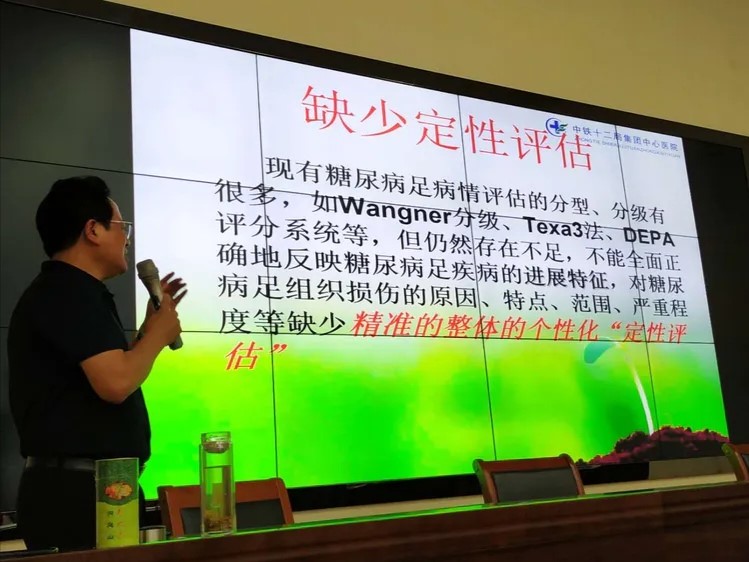 缺少定性评估
中铁十二局集团中心医院
现有糖尿病足病情评估的分型、分级有
很多，如Wangner分级、Texa3法、DEPA
评分系统等，但仍然存在不足，不能全面正
确地反映糖尿病足疾病的进展特征，对糖尿
病足组织损伤的原因、特点、范围、严重程
度等缺少精准的整体的个性化“定性评
估”